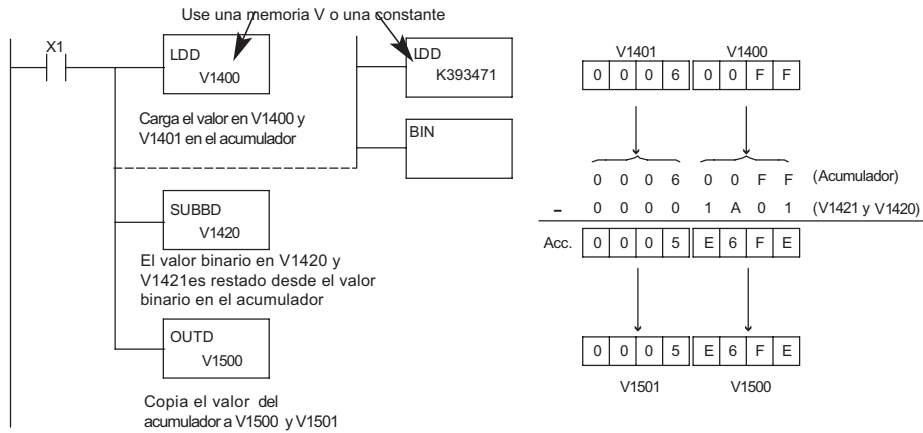 Use una memoria V o una constante
X1
LDD
V1400
LDD
K393471
Carga el valor en V1400 y
V1401 en el acumulador
BIN
SUBBD
V1420
El valor binario en V1420 y
V1421es restado desde el valor
binario en el acumulador
OUTD
V1500
Copia el valor del
acumulador a V1500 y V1501
V1401 V1400
0 0 0 6 0 0 F F
0 0 0 6 0 0 F F (Acumulador)
– 0 0 0 0 1 A 0 1 (V1421 y V1420)
Acc. 0 0 0 5 E 6 F E
0 0 0 5 E 6 F E
V1501 V1500